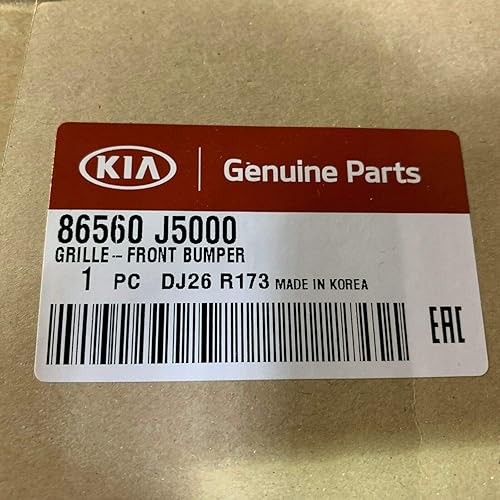 KIA Genuine Parts
86560 J5000
GRILLE-FRONT BUMPER
1 PC DJ26 R173 MADE IN KOREA
EAC